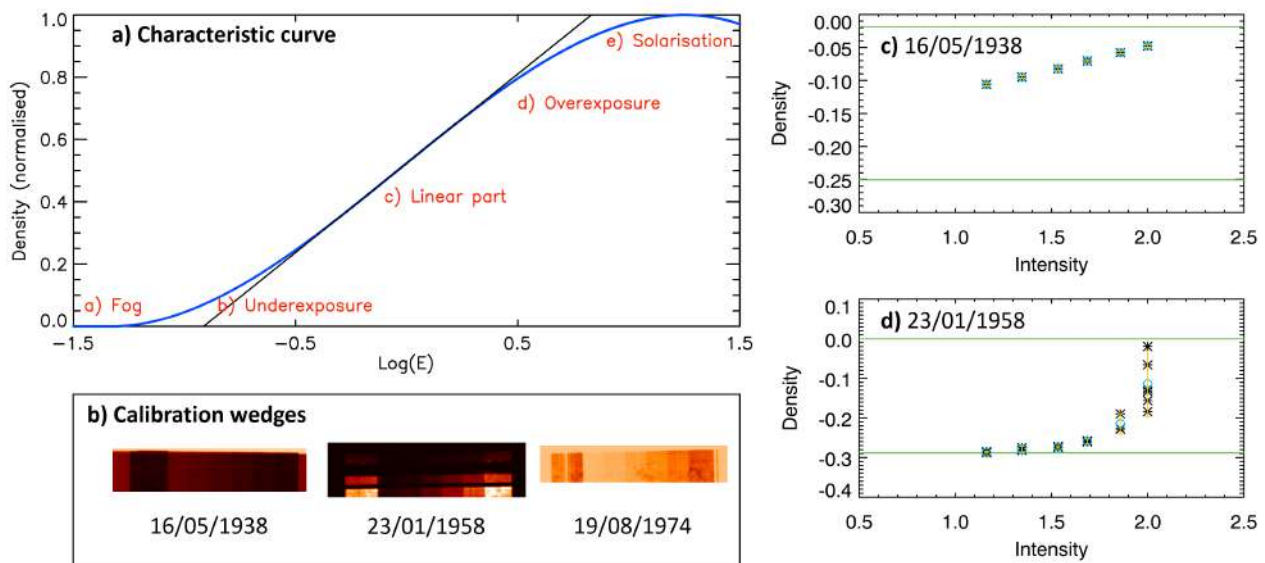 a) Characteristic curve
1.0
0.8
0.6
0.4
0.2
0.0
Density (normalised)
e) Solarisation
d) Overexposure
c) Linear part
a) Fog
b) Underexposure
-1.5
-0.5
0.5
1.5
Log(E)
b) Calibration wedges
16/05/1938
23/01/1958
19/08/1974
c) 16/05/1938
0.00
-0.05
-0.10
-0.15
-0.20
-0.25
-0.30
Density
0.5
1.0
1.5
2.0
2.5
Intensity
d) 23/01/1958
0.1
0.0
-0.1
-0.2
-0.3
-0.4
Density
0.5
1.0
1.5
2.0
2.5
Intensity